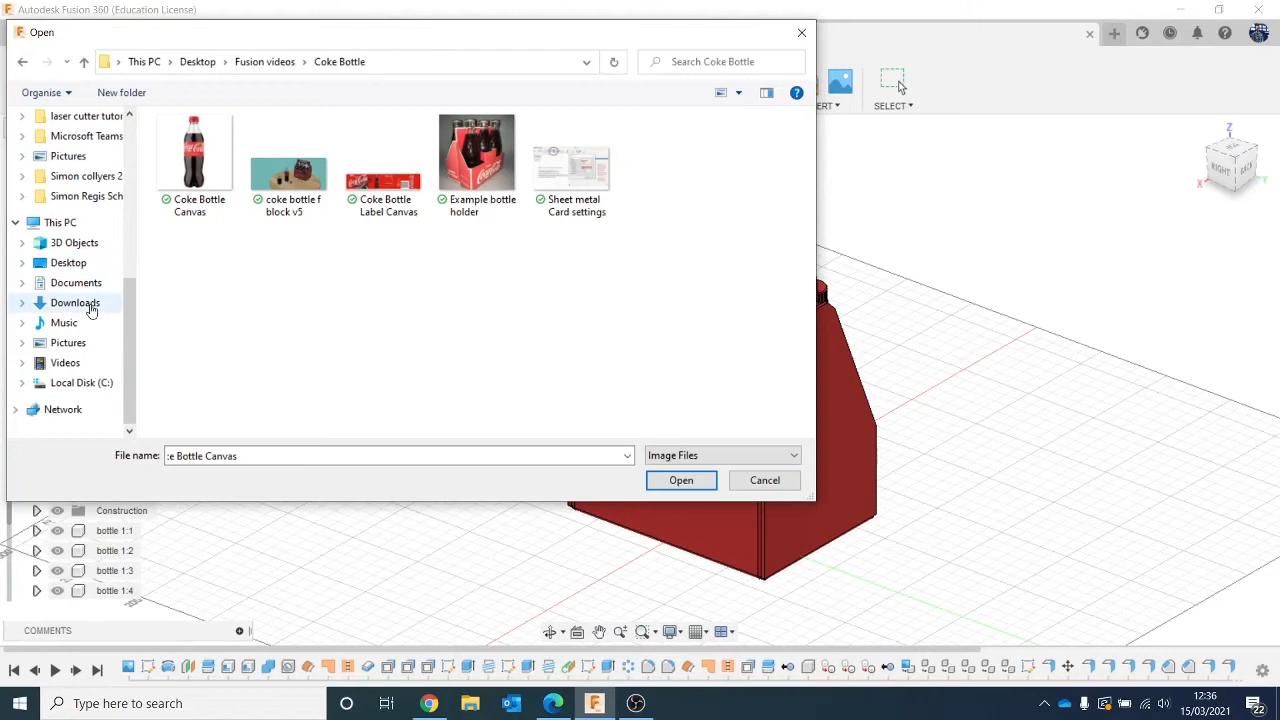 Autodesk Fusion 360 (Education License)
Open
This PC
Desktop
Fusion videos
Coke Bottle
Search Coke Bottle
Organise
New folder
ERT
SELECT
laser cutter tutor
Microsoft Teams
Pictures
Simon collyers 2
Simon Regis Sch
This PC
3D Objects
Desktop
Documents
Downloads
Music
Pictures
Videos
Local Disk (C:)
Network
Coke Bottle
Canvas
coke bottle f
block v5
Coke Bottle
Label Canvas
Example bottle
holder
Sheet metal
Card settings
Z
RIGHT
BACK
X
Y
File name:
:e Bottle Canvas
Image Files
Open
Cancel
Construction
bottle 1:1
bottle 1:2
bottle 1:3
bottle 1:4
COMMENTS
Type here to search
12:36
15/03/2021
22